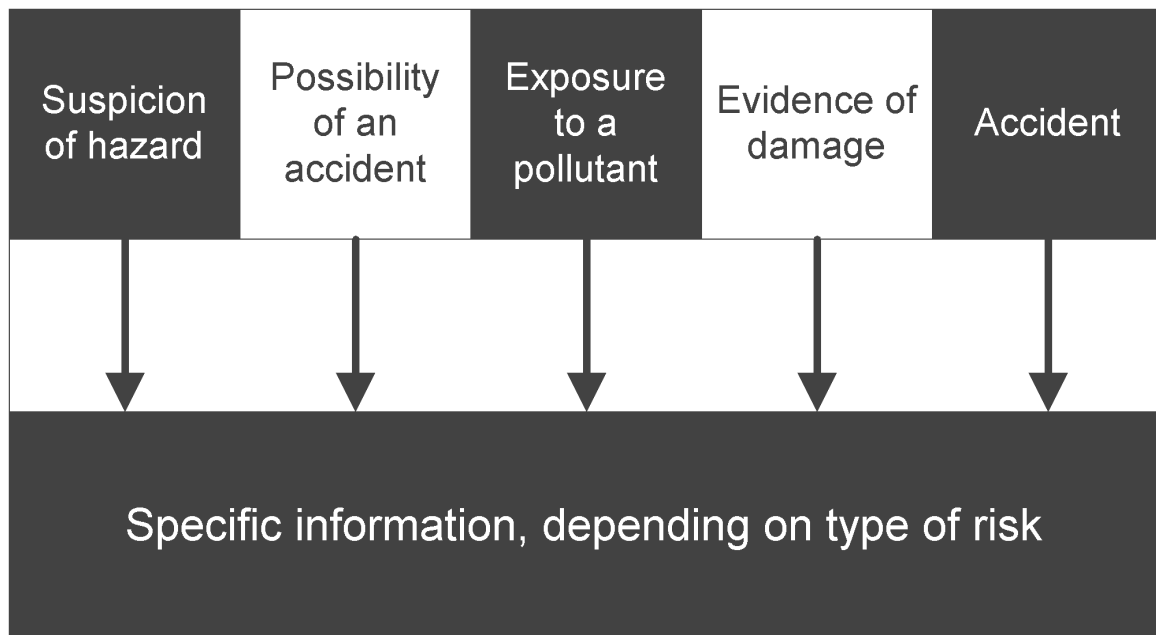 Suspicion
of hazard
Possibility
of an
accident
Exposure
to a
pollutant
Evidence of
damage
Accident
Specific information, depending on type of risk